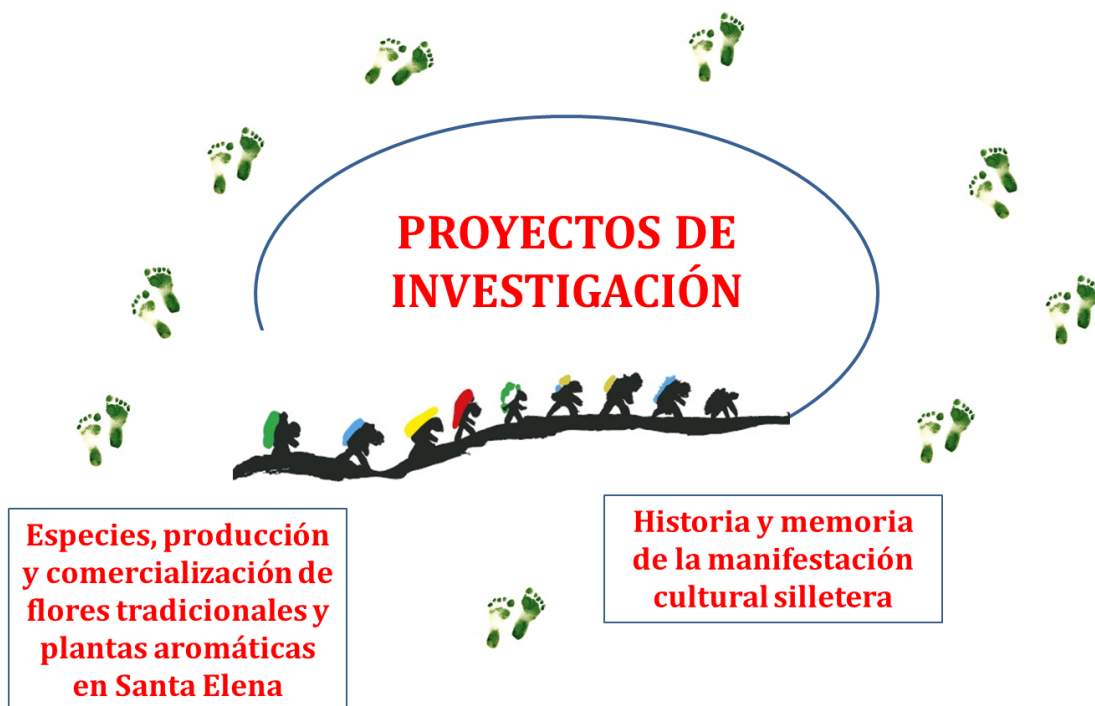 PROYECTOS DE
INVESTIGACIÓN
Especies, producción
y comercialización de
flores tradicionales y
plantas aromáticas
en Santa Elena
Historia y memoria
de la manifestación
cultural silletera